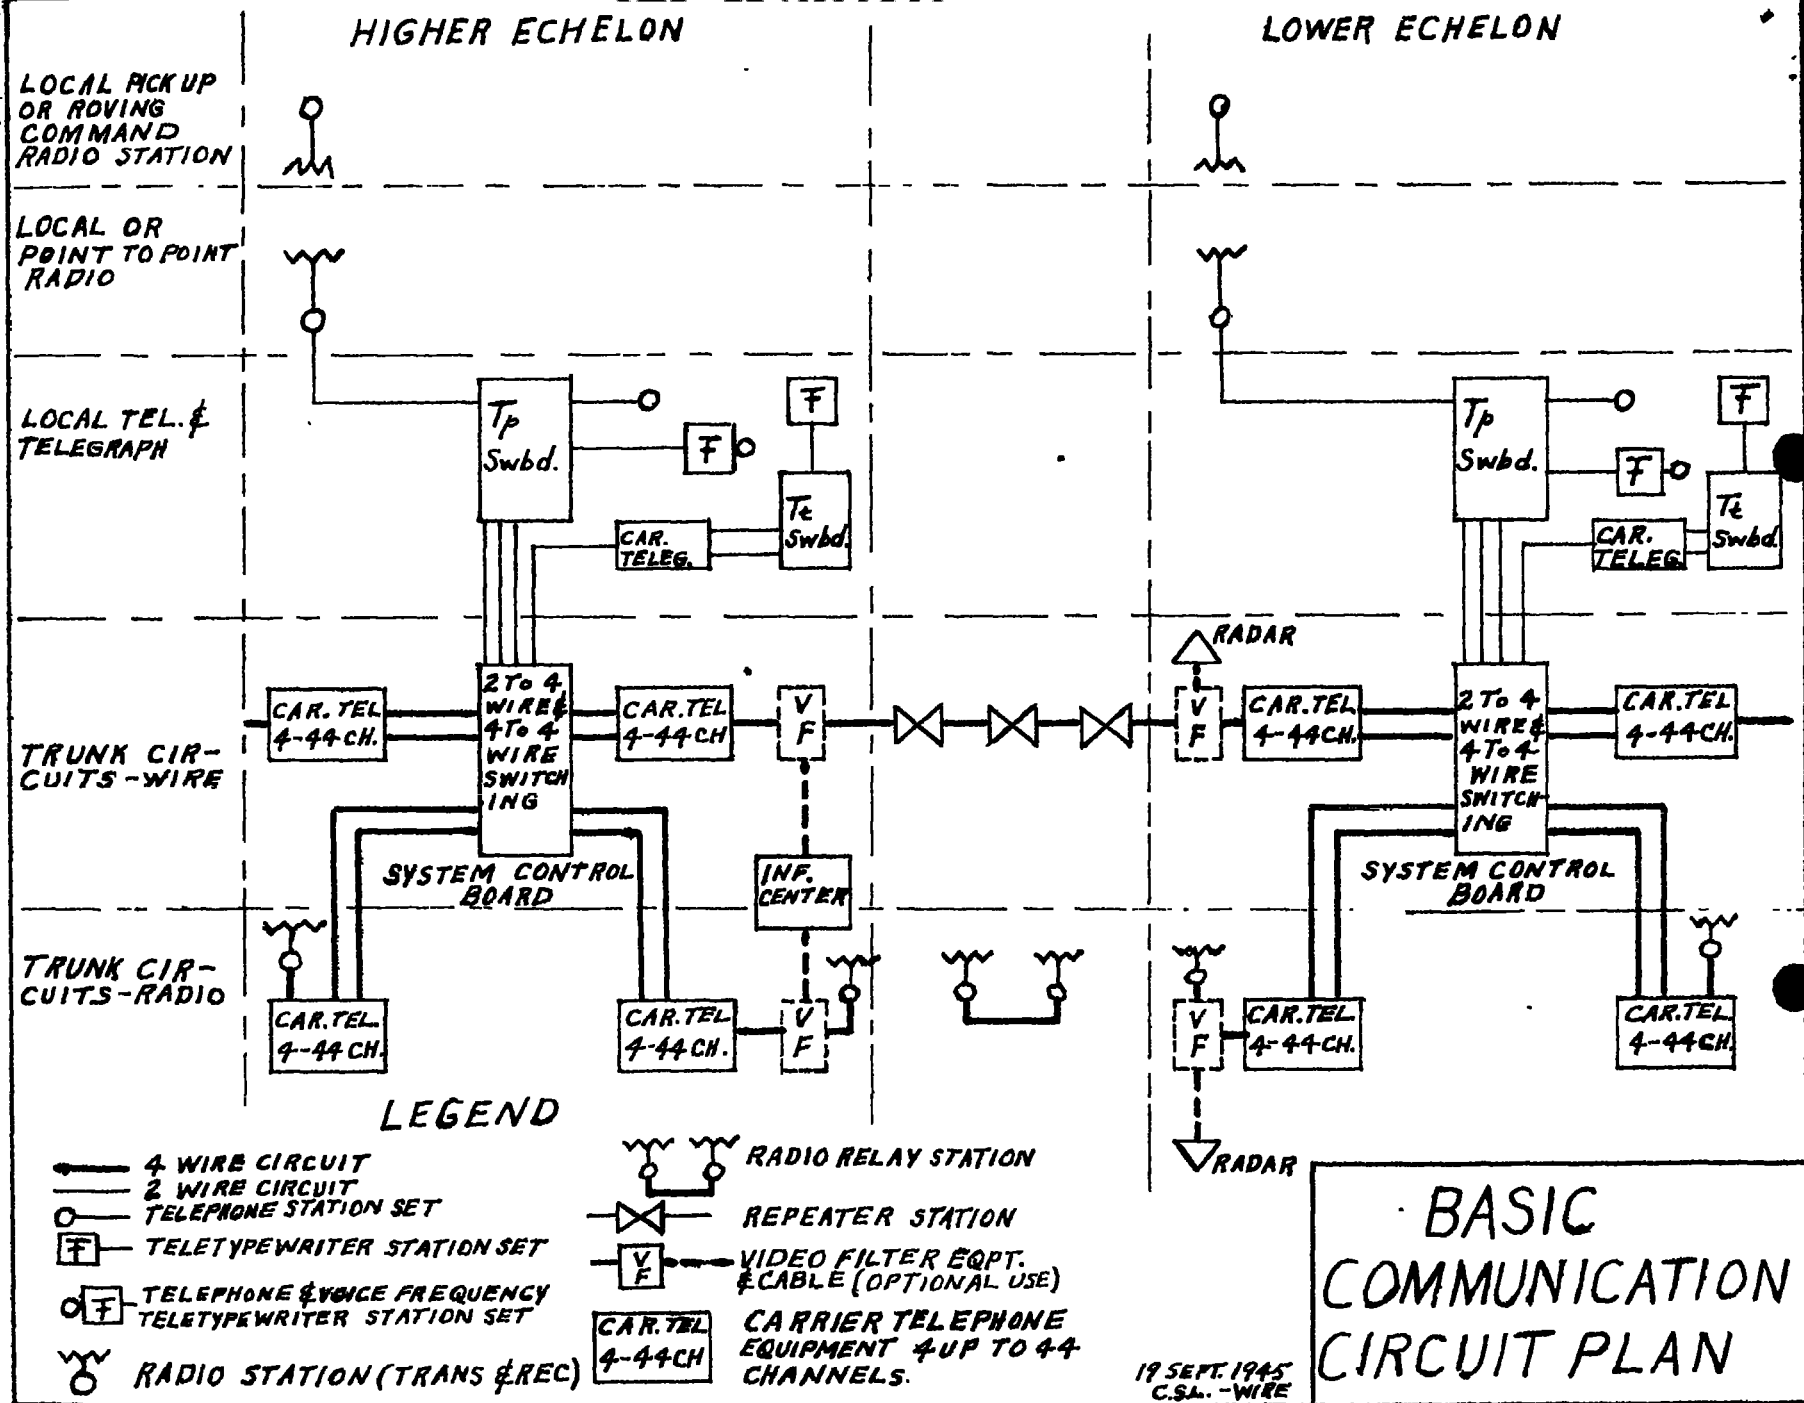 HIGHER ECHELON
LOWER ECHELON
LOCAL PICK UP
OR ROVING
COMMAND
RADIO STATION
LOCAL OR
POINT TO POINT
RADIO
LOCAL TEL. &
TELEGRAPH
Tp
Swbd.
F
F
Tt
Swbd.
CAR.
TELEG.
Tp
Swbd.
F
F
Tt
Swbd.
CAR.
TELEG.
TRUNK CIR-
CUITS-WIRE
CAR. TEL
4-44 CH.
2 To 4
WIRE &
4 To 4
WIRE
SWITCH
ING
CAR. TEL
4-44 CH
V
F
RADAR
V
F
CAR. TEL.
4-44 CH.
2 To 4
WIRE &
4 To 4
WIRE
SWITCH-
ING
CAR. TEL
4-44 CH.
SYSTEM CONTROL
BOARD
INF.
CENTER
SYSTEM CONTROL
BOARD
TRUNK CIR-
CUITS-RADIO
CAR. TEL.
4-44 CH.
CAR. TEL
4-44 CH.
V
F
V
F
CAR. TEL.
4-44 CH.
CAR. TEL.
4-44 CH.
RADAR
LEGEND
4 WIRE CIRCUIT
2 WIRE CIRCUIT
TELEPHONE STATION SET
F
TELETYPEWRITER STATION SET
F
TELEPHONE & VOICE FREQUENCY
TELETYPEWRITER STATION SET
RADIO STATION (TRANS & REC)
RADIO RELAY STATION
REPEATER STATION
V
F
VIDEO FILTER EQPT.
& CABLE (OPTIONAL USE)
CAR. TEL
4-44 CH
CARRIER TELEPHONE
EQUIPMENT 4 UP TO 44
CHANNELS.
19 SEPT. 1945
C.S.L. - WIRE
BASIC
COMMUNICATION
CIRCUIT PLAN